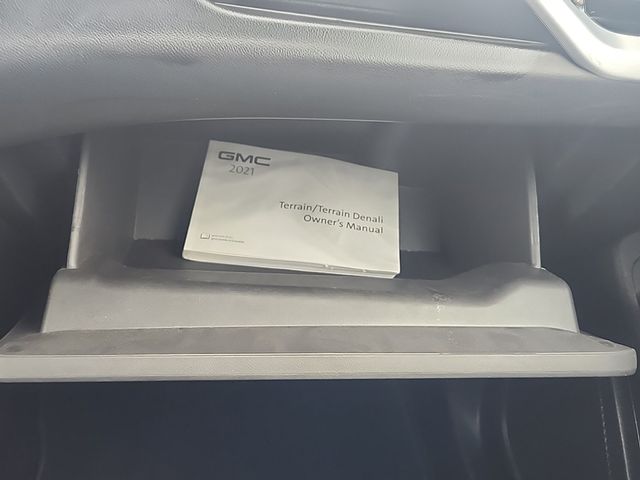 GMC
2021
Terrain/Terrain Denali
Owner's Manual